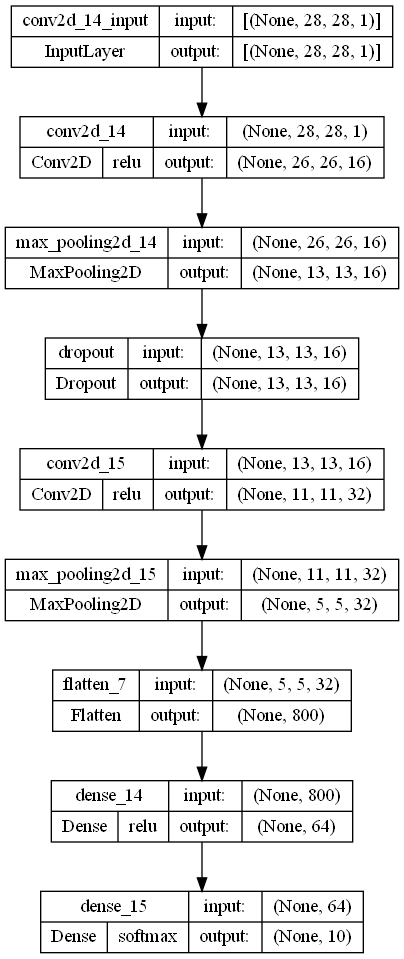 conv2d_14_input input: [(None, 28, 28, 1)]
InputLayer output: [(None, 28, 28, 1)]
conv2d_14 input: (None, 28, 28, 1)
Conv2D relu output: (None, 26, 26, 16)
max_pooling2d_14 input: (None, 26, 26, 16)
MaxPooling2D output: (None, 13, 13, 16)
dropout input: (None, 13, 13, 16)
Dropout output: (None, 13, 13, 16)
conv2d_15 input: (None, 13, 13, 16)
Conv2D relu output: (None, 11, 11, 32)
max_pooling2d_15 input: (None, 11, 11, 32)
MaxPooling2D output: (None, 5, 5, 32)
flatten_7 input: (None, 5, 5, 32)
Flatten output: (None, 800)
dense_14 input: (None, 800)
Dense relu output: (None, 64)
dense_15 input: (None, 64)
Dense softmax output: (None, 10)